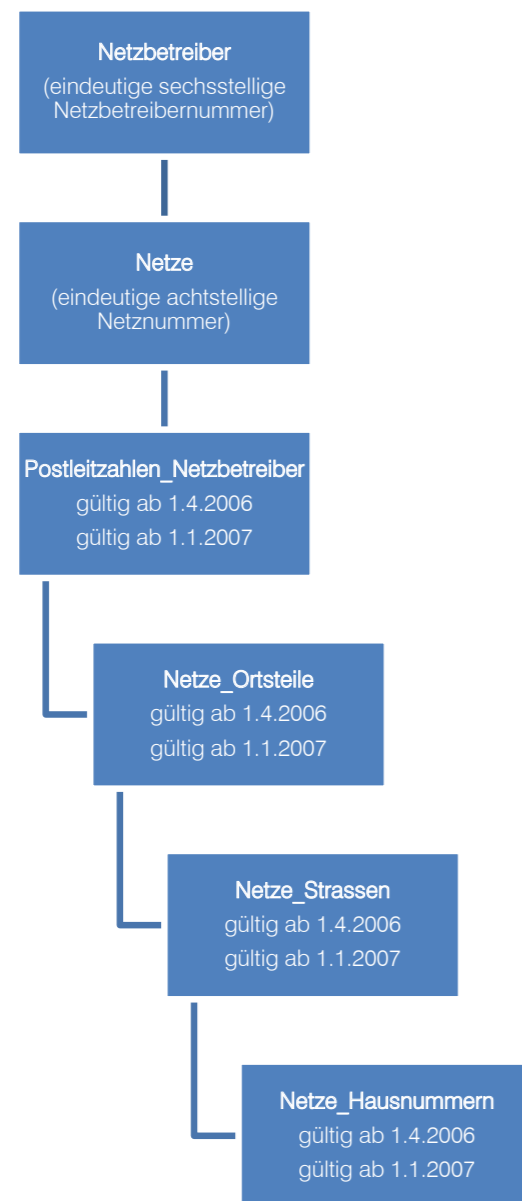 Netzbetreiber
(eindeutige sechsstellige
Netzbetreibernummer)
Netze
(eindeutige achtstellige
Netznummer)
Postleitzahlen_Netzbetreiber
gültig ab 1.4.2006
gültig ab 1.1.2007
Netze_Ortsteile
gültig ab 1.4.2006
gültig ab 1.1.2007
Netze_Strassen
gültig ab 1.4.2006
gültig ab 1.1.2007
Netze_Hausnummern
gültig ab 1.4.2006
gültig ab 1.1.2007